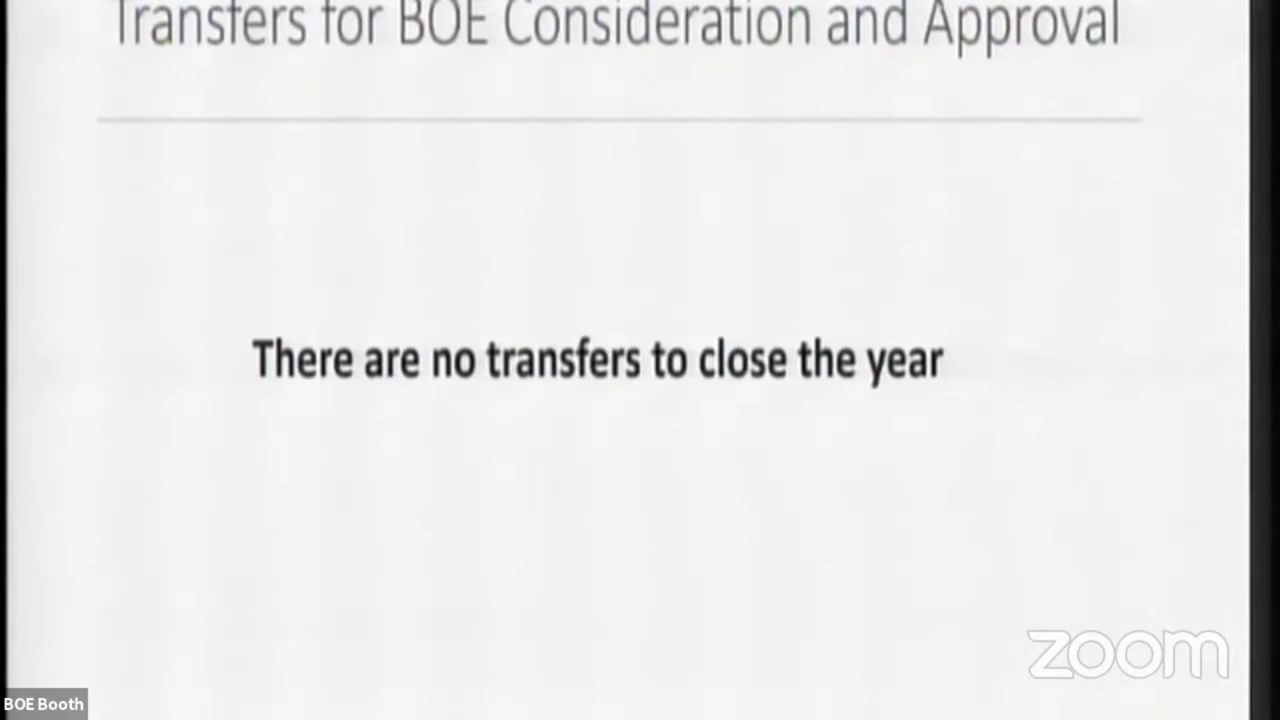 Transfers for BOE Consideration and Approval
There are no transfers to close the year
zoom
BOE Booth